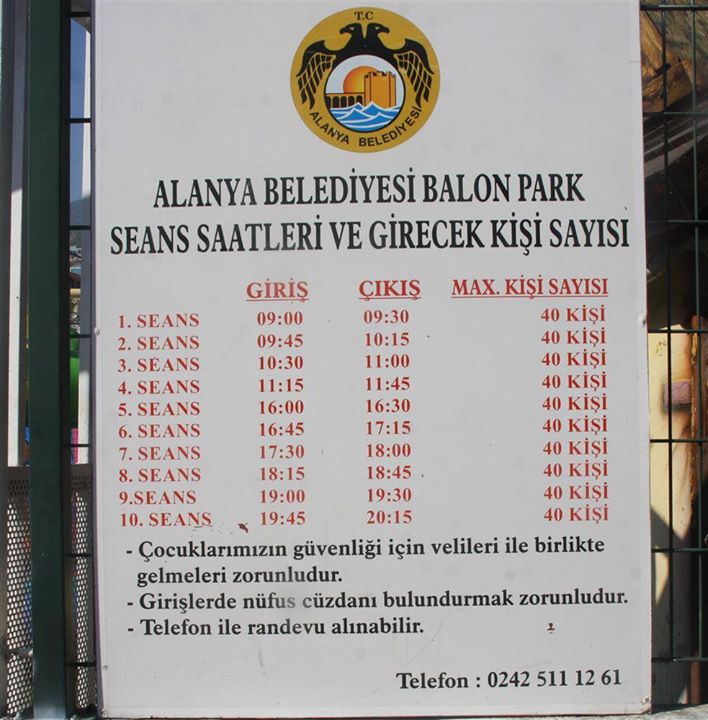 T.C
ALANYA BELEDİYESİ
ALANYA BELEDİYESİ BALON PARK
SEANS SAATLERİ VE GİRECEK KİŞİ SAYISI
GİRİŞ ÇIKIŞ MAX. KİŞİ SAYISI
1. SEANS 09:00 09:30 40 KİŞİ
2. SEANS 09:45 10:15 40 KİŞİ
3. SEANS 10:30 11:00 40 KİŞİ
4. SEANS 11:15 11:45 40 KİŞİ
5. SEANS 16:00 16:30 40 KİŞİ
6. SEANS 16:45 17:15 40 KİŞİ
7. SEANS 17:30 18:00 40 KİŞİ
8. SEANS 18:15 18:45 40 KİŞİ
9.SEANS 19:00 19:30 40 KİŞİ
10. SEANS 19:45 20:15 40 KİŞİ
- Çocuklarımızın güvenliği için velileri ile birlikte
gelmeleri zorunludur.
- Girişlerde nüfus cüzdanı bulundurmak zorunludur.
- Telefon ile randevu alınabilir.
Telefon : 0242 511 12 61